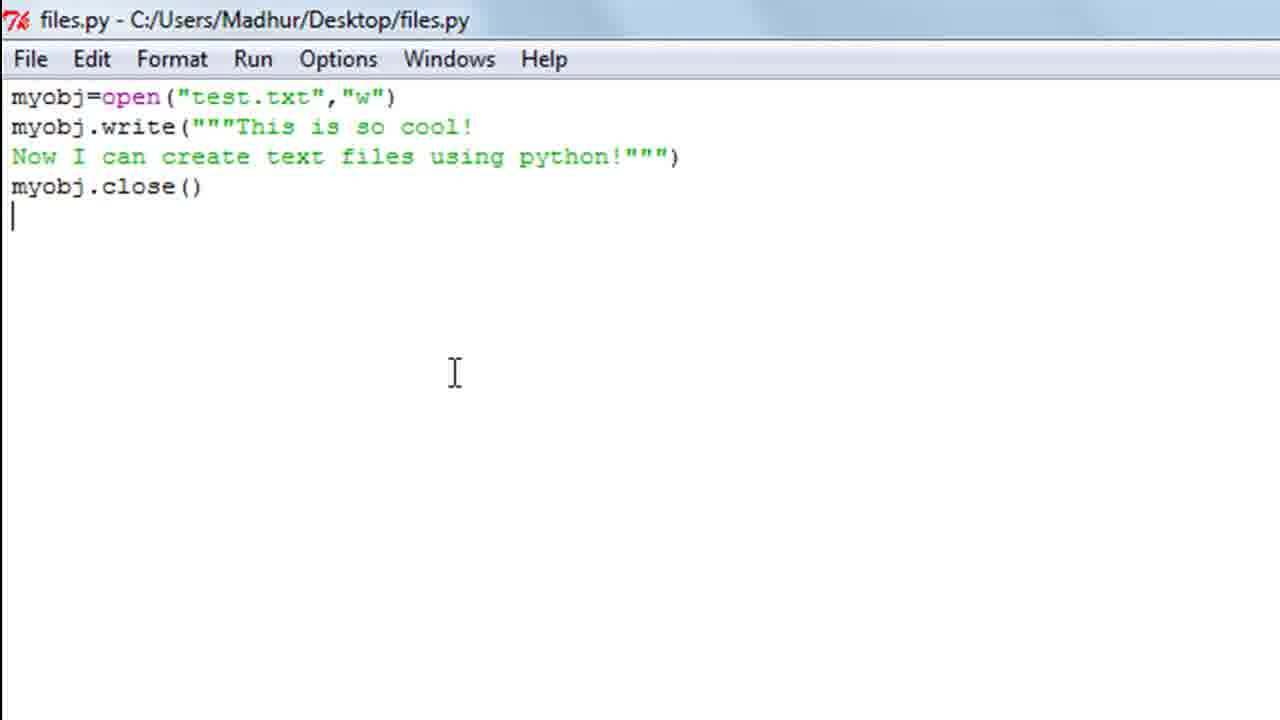 files.py - C:/Users/Madhur/Desktop/files.py
File Edit Format Run Options Windows Help
myobj=open("test.txt","w")
myobj.write("""This is so cool!
Now I can create text files using python!""")
myobj.close()